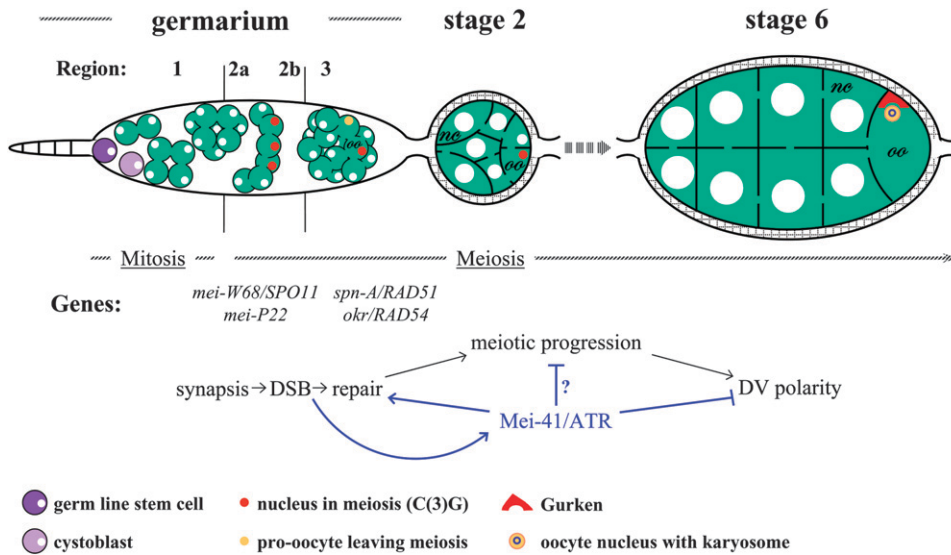 germarium stage 2 stage 6
Region: 1 2a 2b 3
nc oo
oo
nc
oo
Mitosis Meiosis
Genes:
mei-W68/SPO11 spn-A/RAD51
mei-P22 okr/RAD54
meiotic progression
synapsis→DSB→repair ? DV polarity
Mei-41/ATR
germ line stem cell nucleus in meiosis (C(3)G) Gurken
cystoblast pro-oocyte leaving meiosis oocyte nucleus with karyosome